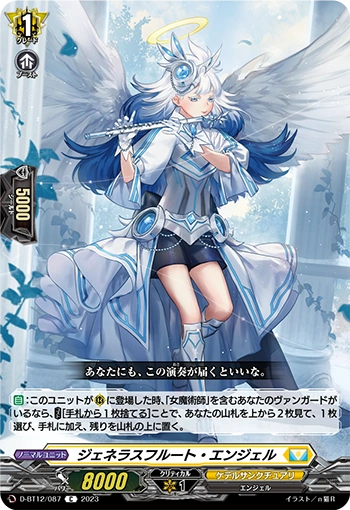 1
グレード
ブースト
5000
シールド
あなたにも、この演奏が届くといいな。
自:このユニットがRに登場した時、「女魔術師」を含むあなたのヴァンガードが
いるなら、【手札から1枚捨てる】ことで、あなたの山札を上から2枚見て、1枚
選び、手札に加え、残りを山札の上に置く。
ノーマルユニット
ジェネラスフルート・エンジェル
パワー
8000
クリティカル
1
ケテルサンクチュアリ
エンジェル
D-BT12/087 C 2023
イラスト/n猫R